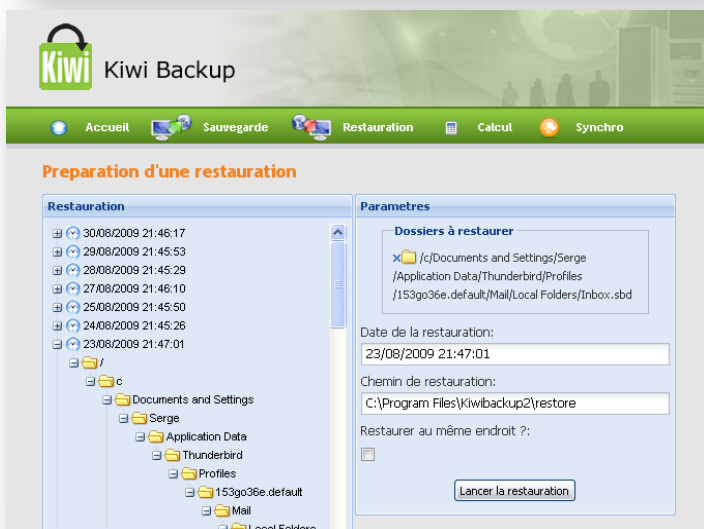 Kiwi
Kiwi Backup
Accueil
Sauvegarde
Restauration
Calcul
Synchro
Preparation d'une restauration
Restauration
30/08/2009 21:46:17
29/08/2009 21:45:53
28/08/2009 21:45:29
27/08/2009 21:46:10
25/08/2009 21:45:50
24/08/2009 21:45:26
23/08/2009 21:47:01
/
c
Documents and Settings
Serge
Application Data
Thunderbird
Profiles
153go36e.default
Mail
Local Folders
Parametres
Dossiers à restaurer
/c/Documents and Settings/Serge
/Application Data/Thunderbird/Profiles
/153go36e.default/Mail/Local Folders/Inbox.sbd
Date de la restauration:
23/08/2009 21:47:01
Chemin de restauration:
C:\Program Files\Kiwibackup2\restore
Restaurer au même endroit ?:
Lancer la restauration